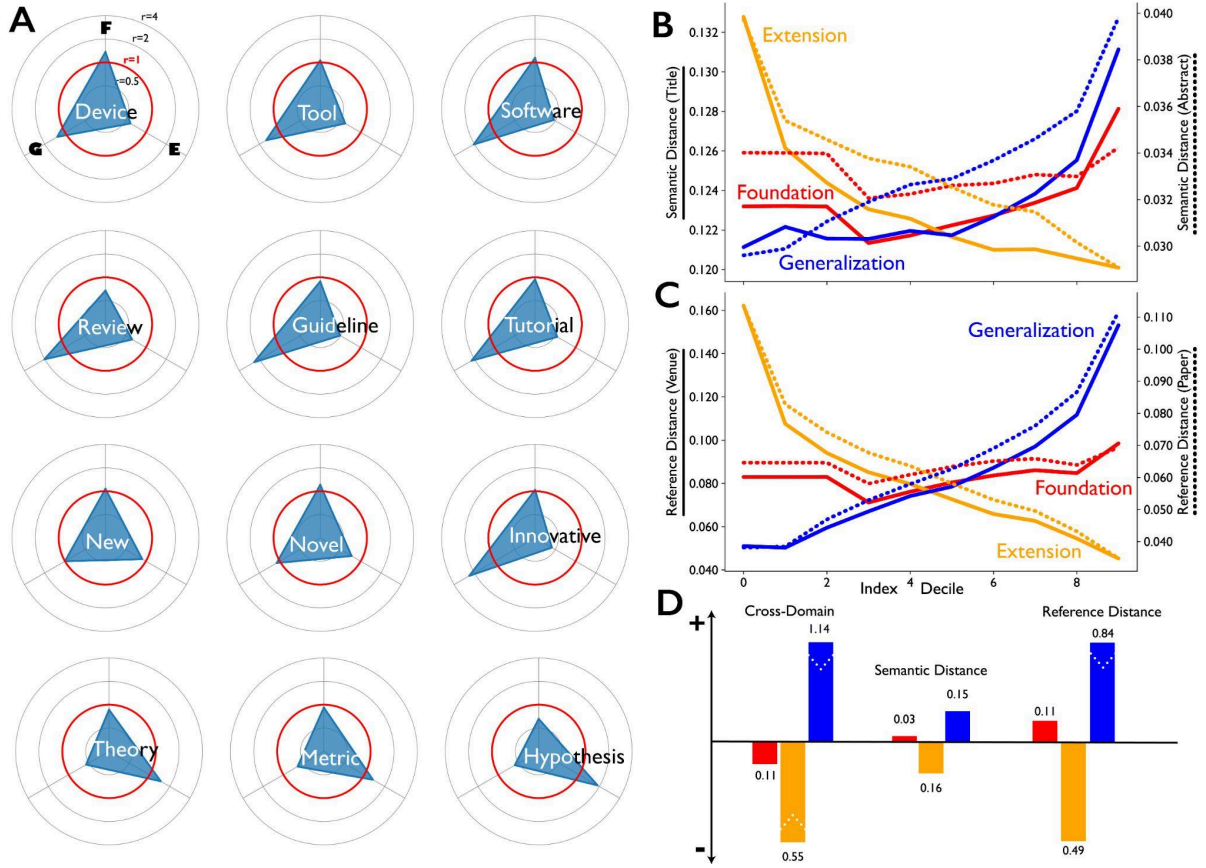 A
F
r=4
r=2
r=1
r=0.5
G
E
Device
Tool
Software
Review
Guideline
Tutorial
New
Novel
Innovative
Theory
Metric
Hypothesis
B
Semantic Distance (Title)
0.132
0.130
0.128
0.126
0.124
0.122
0.120
Extension
Foundation
Generalization
0.040
0.038
0.036
0.034
0.032
0.030
Semantic Distance (Abstract)
C
Reference Distance (Venue)
0.160
0.140
0.120
0.100
0.080
0.060
0.040
Generalization
Foundation
Extension
0.110
0.100
0.090
0.080
0.070
0.060
0.050
0.040
Reference Distance (Paper)
0 2 4 6 8
Index Decile
D
+
-
Cross-Domain
1.14
0.11
0.55
Semantic Distance
0.03
0.15
0.16
Reference Distance
0.84
0.11
0.49